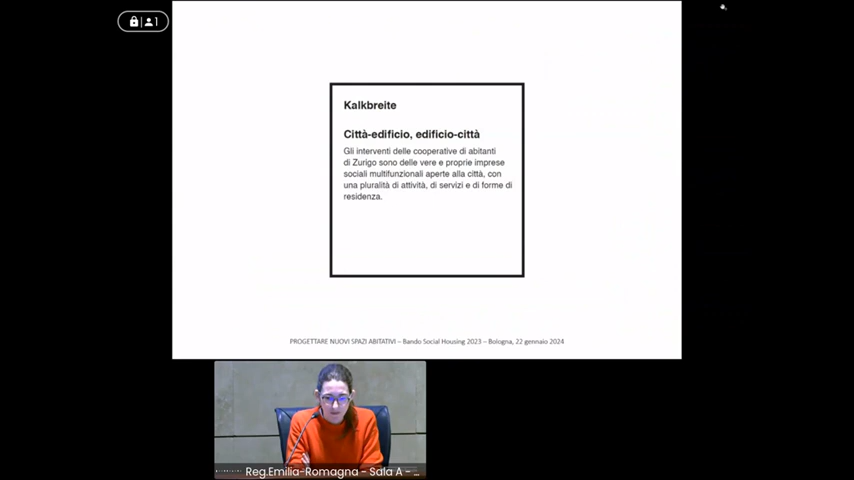 1
Kalkbreite
Città-edificio, edificio-città
Gli interventi delle cooperative di abitanti
di Zurigo sono delle vere e proprie imprese
sociali multifunzionali aperte alla città, con
una pluralità di attività, di servizi e di forme di
residenza.
PROGETTARE NUOVI SPAZI ABITATIVI – Bando Social Housing 2023 – Bologna, 22 gennaio 2024
Reg.Emilia-Romagna - Sala A - ...